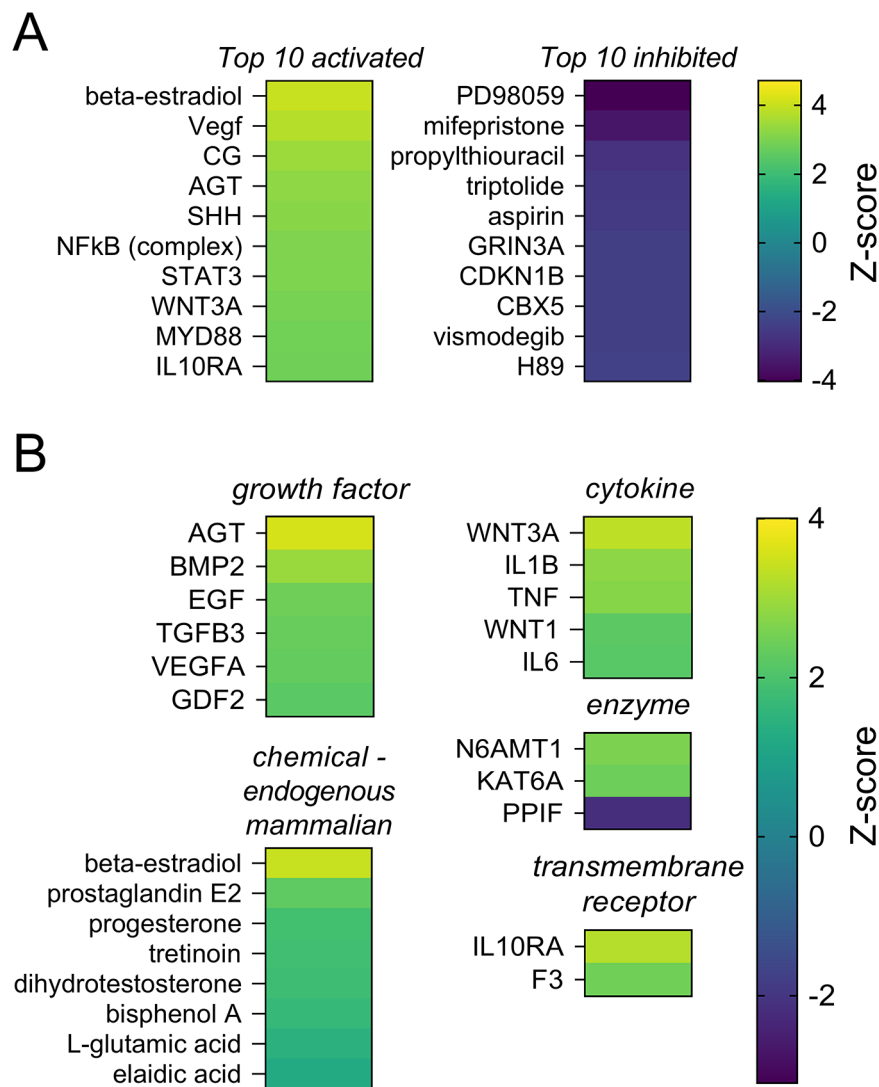 A
Top 10 activated
beta-estradiol
Vegf
CG
AGT
SHH
NFkB (complex)
STAT3
WNT3A
MYD88
IL10RA
Top 10 inhibited
PD98059
mifepristone
propylthiouracil
triptolide
aspirin
GRIN3A
CDKN1B
CBX5
vismodegib
H89
4
2
0
-2
-4
Z-score
B
growth factor
AGT
BMP2
EGF
TGFB3
VEGFA
GDF2
chemical -
endogenous
mammalian
beta-estradiol
prostaglandin E2
progesterone
tretinoin
dihydrotestosterone
bisphenol A
L-glutamic acid
elaidic acid
cytokine
WNT3A
IL1B
TNF
WNT1
IL6
enzyme
N6AMT1
KAT6A
PPIF
transmembrane
receptor
IL10RA
F3
4
2
0
-2
Z-score